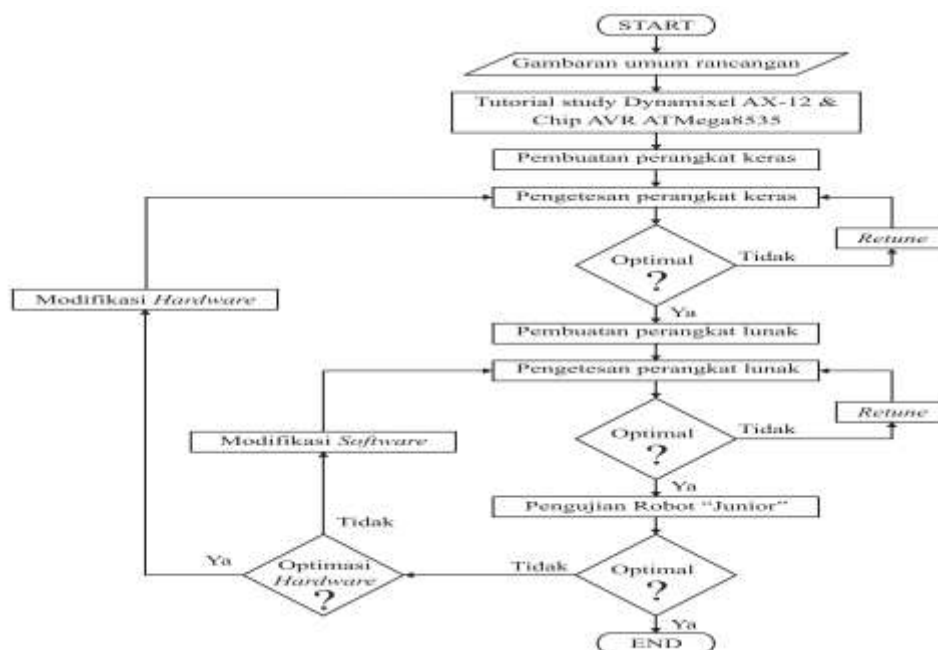 START
Gambaran umum rancangan
Tutorial study Dynamixel AX-12 &
Chip AVR ATMega8535
Pembuatan perangkat keras
Pengetesan perangkat keras
Retune
Optimal
?
Tidak
Modifikasi Hardware
Ya
Pembuatan perangkat lunak
Pengetesan perangkat lunak
Retune
Optimal
?
Tidak
Modifikasi Software
Ya
Pengujian Robot “Junior”
Tidak
Ya
Optimasi
Hardware
?
Tidak
Optimal
?
Ya
END